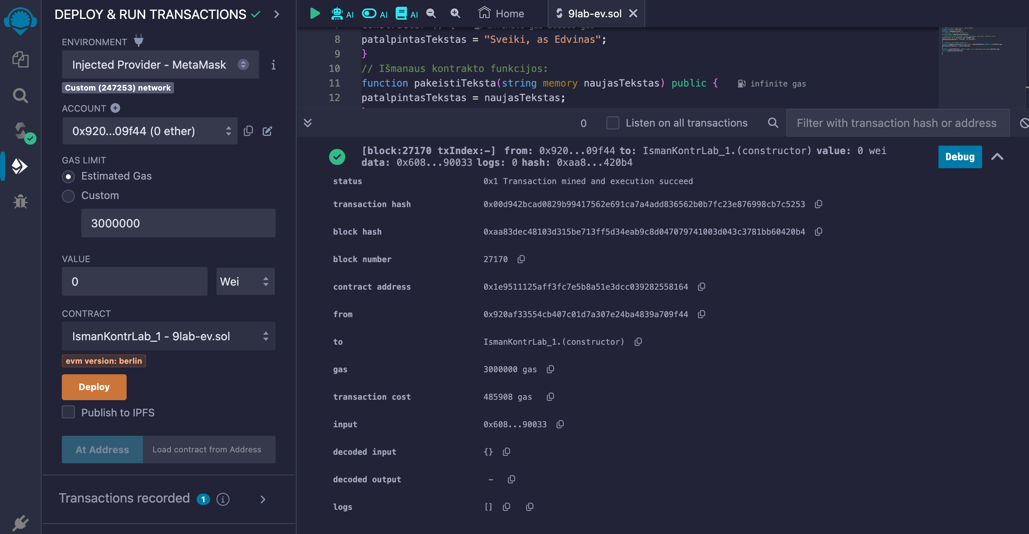 DEPLOY & RUN TRANSACTIONS
ENVIRONMENT
Injected Provider - MetaMask
Custom (247253) network
ACCOUNT
0x920...09f44 (0 ether)
GAS LIMIT
Estimated Gas
Custom
3000000
VALUE
0
Wei
CONTRACT
IsmanKontrLab_1 - 9lab-ev.sol
evm version: berlin
Deploy
Publish to IPFS
At Address
Load contract from Address
Transactions recorded 1
AI AI AI Home 9lab-ev.sol
8 patalpintasTekstas = "Sveiki, as Edvinas";
9 }
10 // Išmanaus kontrakto funkcijos:
11 function pakeistiTeksta(string memory naujasTekstas) public { infinite gas
12 patalpintasTekstas = naujasTekstas;
0 Listen on all transactions Filter with transaction hash or address
[block:27170 txIndex:-] from: 0x920...09f44 to: IsmanKontrLab_1.(constructor) value: 0 wei
data: 0x608...90033 logs: 0 hash: 0xaa8...420b4
Debug
status 0x1 Transaction mined and execution succeed
transaction hash 0x00d942bcad0829b99417562e691ca7a4add836562b0b7fc23e876998cb7c5253
block hash 0xaa83dec48103d315be713ff5d34eab9c8d047079741003d043c3781bb60420b4
block number 27170
contract address 0x1e9511125aff3fc7e5b8a51e3dcc039282558164
from 0x920af33554cb407c01d7a307e24ba4839a709f44
to IsmanKontrLab_1.(constructor)
gas 3000000 gas
transaction cost 485908 gas
input 0x608...90033
decoded input {}
decoded output -
logs []